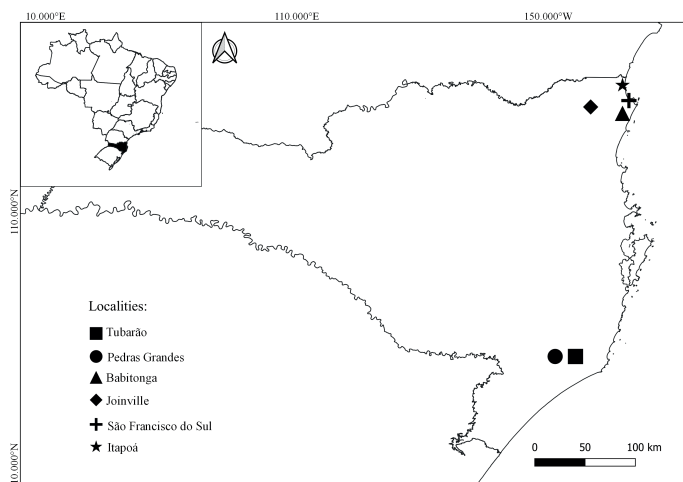 10.000°E 110.000°E 150.000°W
110.000°N
10.000°N
Localities:
Tubarão
Pedras Grandes
Babitonga
Joinville
São Francisco do Sul
Itapoá
0 50 100 km